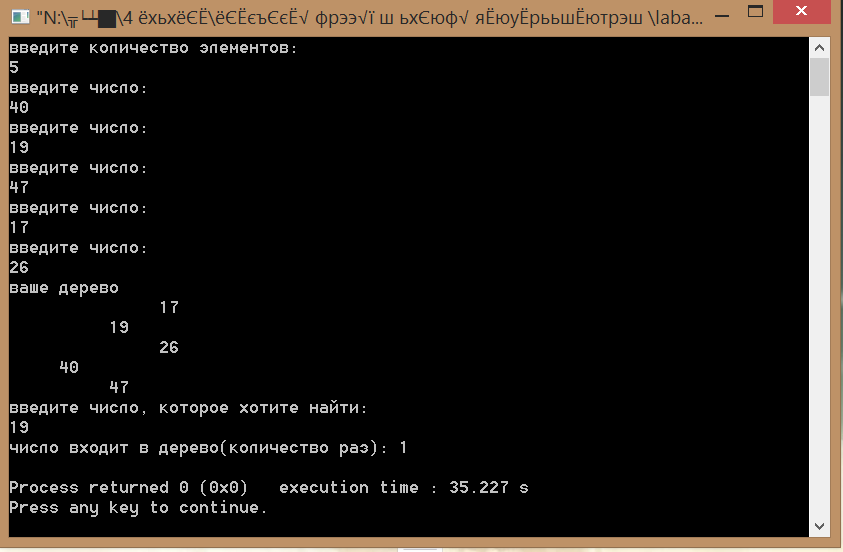 "N:\╦└┴█\4 ёхьхёЄЁ\ёЄЁєъЄєЁ√ фрээ√ї ш ьхЄюф√ яЁюуЁрььшЁютрэш \laba...
введите количество элементов:
5
введите число:
40
введите число:
19
введите число:
47
введите число:
17
введите число:
26
ваше дерево
17
19
26
40
47
введите число, которое хотите найти:
19
число входит в дерево(количество раз): 1
Process returned 0 (0x0)   execution time : 35.227 s
Press any key to continue.